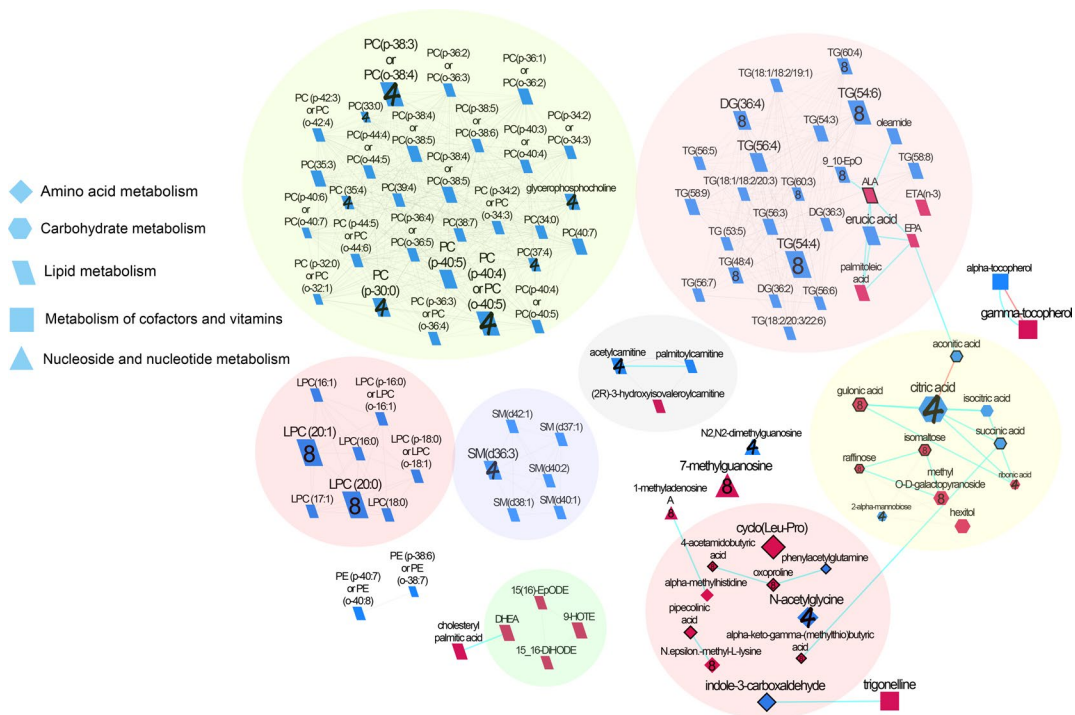 Amino acid metabolism
Carbohydrate metabolism
Lipid metabolism
Metabolism of cofactors and vitamins
Nucleoside and nucleotide metabolism
PC(p-38:3)
or
PC(o-38:4)
4
PC(p-36:2)
or
PC(o-36:3)
PC(p-36:1)
or
PC(o-36:2)
PC (p-42:3)
or PC
(o-42:4)
PC(33:0)
4
PC(p-38:4)
or
PC(o-38:5)
PC(p-38:5)
or
PC(o-38:6)
PC(o-40:3)
or
PC(o-40:4)
PC(p-34:2)
or
PC(o-34:3)
PC(p-44:4)
or
PC(o-44:5)
PC(p-38:4)
or
PC(o-38:5)
PC(35:3)
PC (35:4)
4
PC(39:4)
PC (p-34:2)
or PC
(o-34:3)
glycerophosphocholine
4
PC(p-40:6)
or
PC(o-40:7)
PC (p-44:5)
or PC
(o-44:6)
PC(p-36:4)
or
PC(o-36:5)
PC(38:7)
PC(34:0)
PC(40:7)
PC (p-32:0)
or PC
(o-32:1)
PC
(p-30:0)
4
PC
(p-40:5)
PC
(p-40:4)
or PC
(o-40:5)
4
PC(37:4)
4
PC (p-36:3)
or PC
(o-36:4)
PC(p-40:4)
or
PC(o-40:5)
TG(60:4)
8
TG(18:1/18:2/19:1)
TG(54:6)
8
DG(36:4)
8
TG(54:3)
oleamide
TG(56:5)
TG(56:4)
9_10-EpO
8
TG(58:8)
ALA
TG(58:9)
TG(18:1/18:2/20:3)
TG(60:3)
8
ETA(n-3)
erucic acid
TG(56:3)
DG(36:3)
EPA
TG(53:5)
TG(54:4)
8
TG(48:4)
8
palmitoleic
acid
TG(56:7)
DG(36:2)
TG(56:6)
TG(18:2/20:3/22:6)
alpha-tocopherol
gamma-tocopherol
acetylcarnitine
4
palmitoylcarnitine
(2R)-3-hydroxyisovaleroylcarnitine
aconitic acid
citric acid
4
gulonic acid
8
isocitric acid
succinic acid
isomaltose
8
raffinose
methyl
O-D-galactopyranoside
8
ribonic acid
4
2-alpha-mannobiose
4
hexitol
LPC(16:1)
LPC (p-16:0)
or LPC
(o-16:1)
LPC (20:1)
8
LPC(16:0)
LPC (p-18:0)
or LPC
(o-18:1)
LPC (20:0)
8
LPC (17:1)
LPC(18:0)
SM(d42:1)
SM (d37:1)
SM(d36:3)
4
SM(d40:2)
SM(d38:1)
SM(d40:1)
N2,N2-dimethylguanosine
4
7-methylguanosine
8
1-methyladenosine
A
8
cyclo(Leu-Pro)
4-acetamidobutyric
acid
phenylacetylglutamine
oxoproline
8
alpha-methylhistidine
N-acetylglycine
4
pipecolinic
acid
alpha-keto-gamma-(methylthio)butyric
acid
N.epsilon.-methyl-L-lysine
8
indole-3-carboxaldehyde
trigonelline
PE (p-38:6)
or PE
(o-38:7)
PE (p-40:7)
or PE
(o-40:8)
15(16)-EpODE
DHEA
9-HOTE
cholesteryl
palmitic acid
15_16-DiHODE